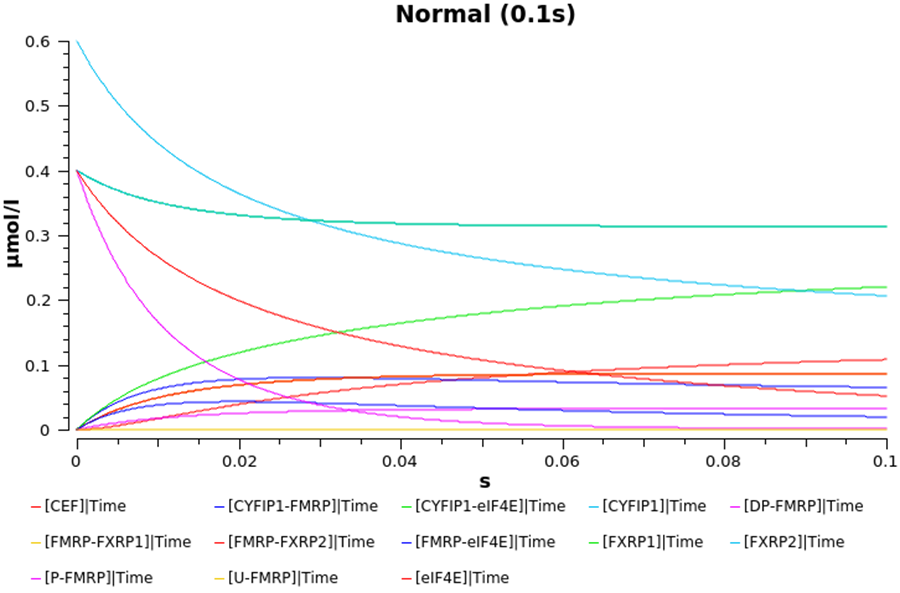 Normal (0.1s)
0.6
0.5
0.4
0.3
0.2
0.1
0
µmol/l
0 0.02 0.04 0.06 0.08 0.1
s
[CEF]|Time [CYFIP1-FMRP]|Time [CYFIP1-eIF4E]|Time [CYFIP1]|Time [DP-FMRP]|Time
[FMRP-FXRP1]|Time [FMRP-FXRP2]|Time [FMRP-eIF4E]|Time [FXRP1]|Time [FXRP2]|Time
[P-FMRP]|Time [U-FMRP]|Time [eIF4E]|Time